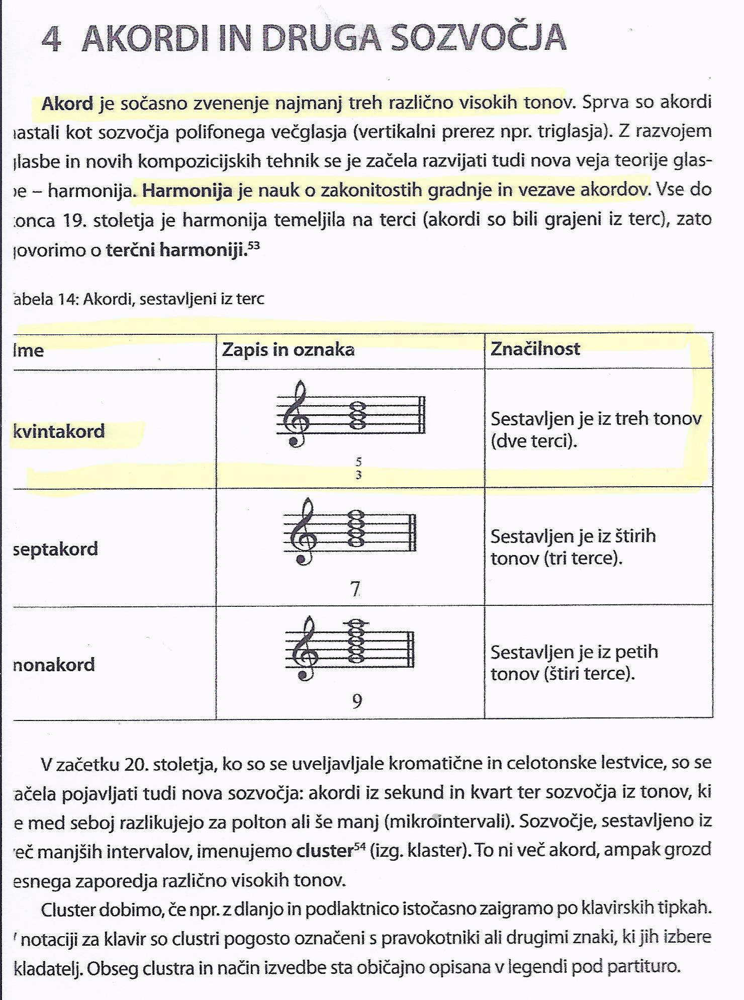 4 AKORDI IN DRUGA SOZVOČJA
Akord je sočasno zvenenje najmanj treh različno visokih tonov. Sprva so akordi
astali kot sozvočja polifonega večglasja (vertikalni prerez npr. triglasja). Z razvojem
lasbe in novih kompozicijskih tehnik se je začela razvijati tudi nova veja teorije glas-
e – harmonija. Harmonija je nauk o zakonitostih gradnje in vezave akordov. Vse do
onca 19. stoletja je harmonija temeljila na terci (akordi so bili grajeni iz terc), zato
ovorimo o terčni harmoniji.53
abela 14: Akordi, sestavljeni iz terc
Ime
Zapis in oznaka
Značilnost
kvintakord
5
3
Sestavljen je iz treh tonov
(dve terci).
septakord
7
Sestavljen je iz štirih
tonov (tri terce).
nonakord
9
Sestavljen je iz petih
tonov (štiri terce).
V začetku 20. stoletja, ko so se uveljavljale kromatične in celotonske lestvice, so se
ačela pojavljati tudi nova sozvočja: akordi iz sekund in kvart ter sozvočja iz tonov, ki
e med seboj razlikujejo za polton ali še manj (mikrointervali). Sozvočje, sestavljeno iz
eč manjših intervalov, imenujemo cluster54 (izg. klaster). To ni več akord, ampak grozd
esnega zaporedja različno visokih tonov.
Cluster dobimo, če npr. z dlanjo in podlaktnico istočasno zaigramo po klavirskih tipkah.
notaciji za klavir so clustri pogosto označeni s pravokotniki ali drugimi znaki, ki jih izbere
kladatelj. Obseg clustra in način izvedbe sta običajno opisana v legendi pod partituro.